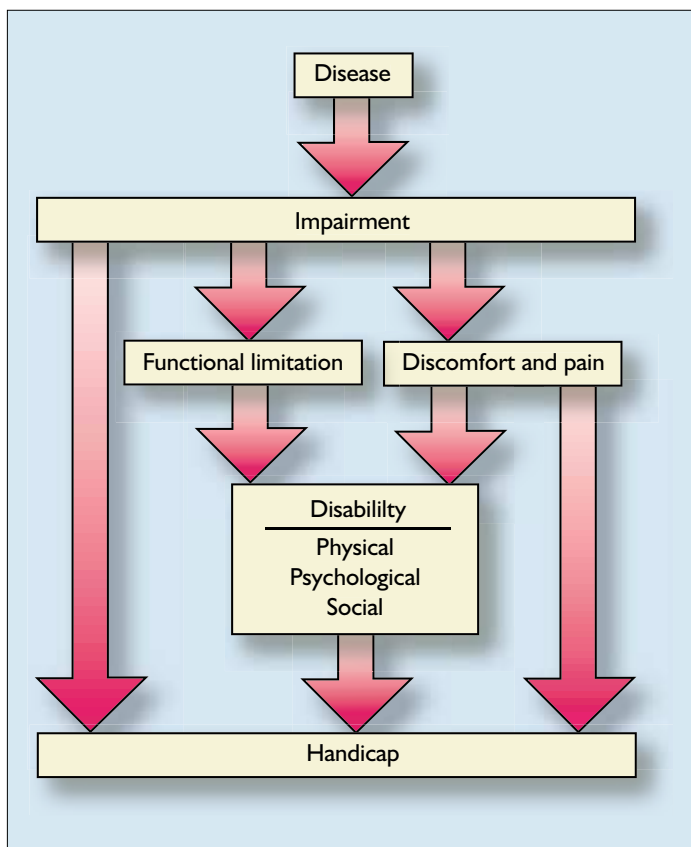 Disease
Impairment
Functional limitation
Discomfort and pain
Disabililty
Physical
Psychological
Social
Handicap